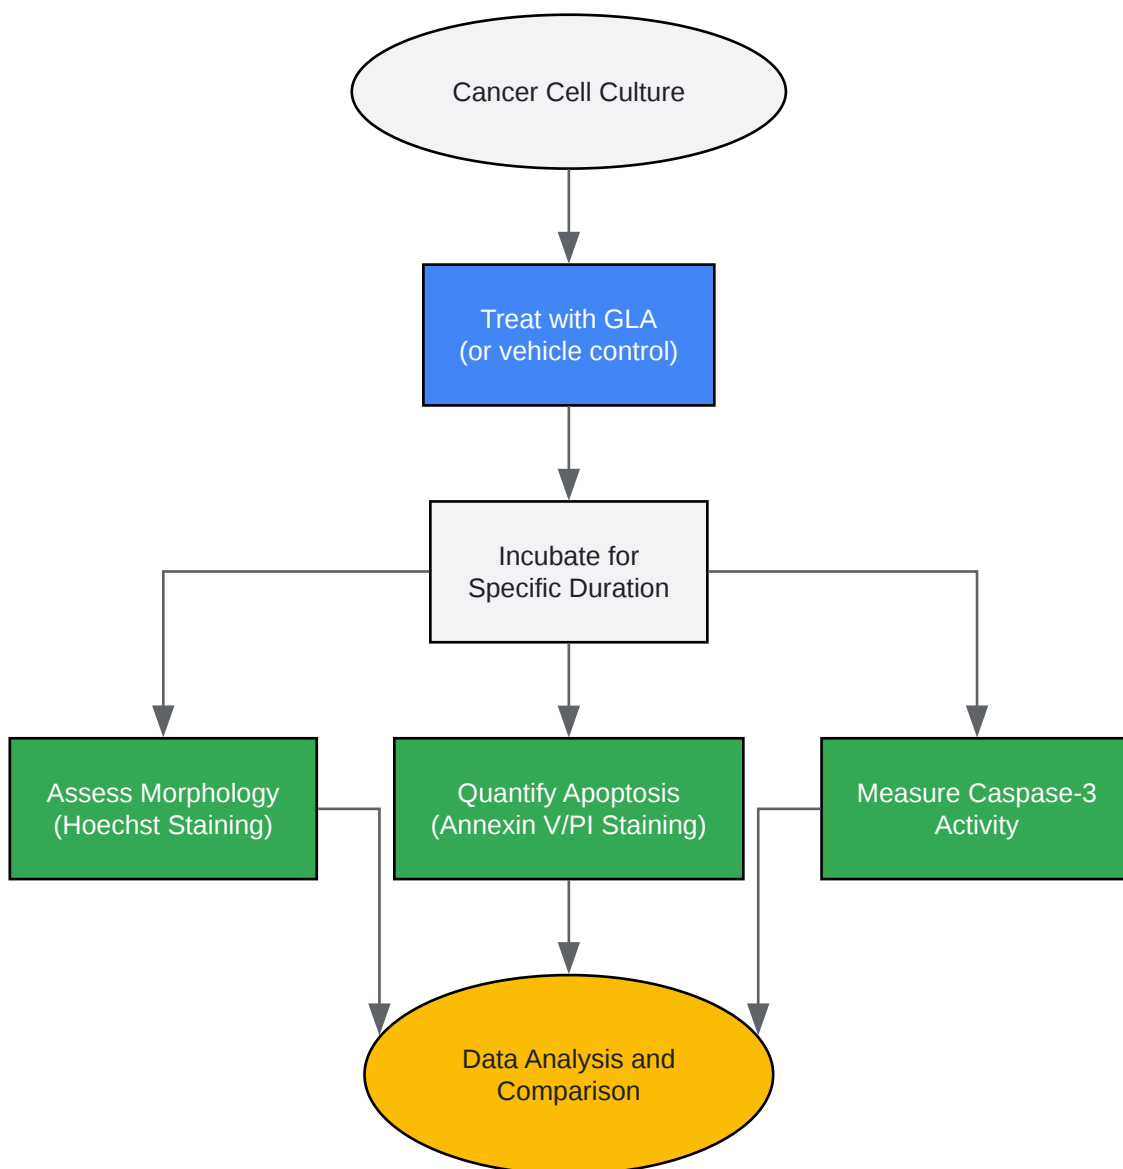 Cancer Cell Culture
Treat with GLA
(or vehicle control)
Incubate for
Specific Duration
Assess Morphology
(Hoechst Staining)
Quantify Apoptosis
(Annexin V/PI Staining)
Measure Caspase-3
Activity
Data Analysis and
Comparison